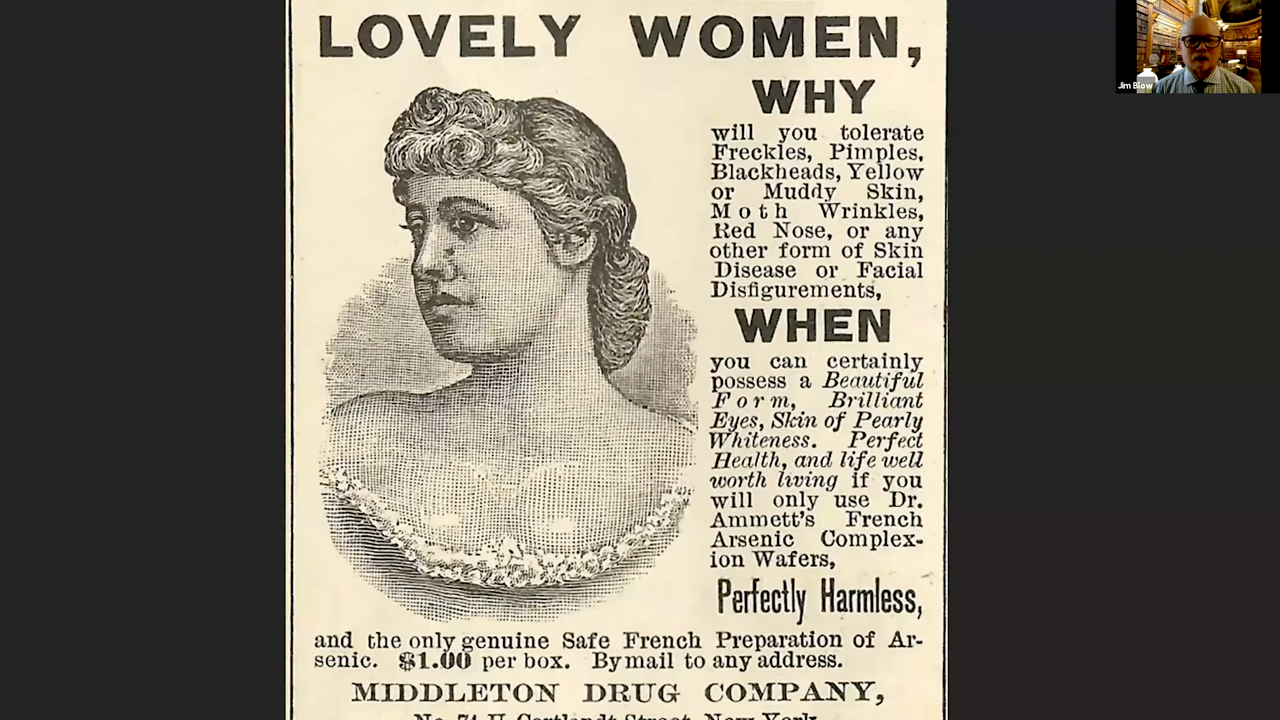 LOVELY WOMEN,
WHY
will you tolerate
Freckles, Pimples,
Blackheads, Yellow
or Muddy Skin,
Moth Wrinkles,
Red Nose, or any
other form of Skin
Disease or Facial
Disfigurements,
WHEN
you can certainly
possess a Beautiful
Form, Brilliant
Eyes, Skin of Pearly
Whiteness. Perfect
Health, and life well
worth living if you
will only use Dr.
Ammett's French
Arsenic Complex-
ion Wafers,
Perfectly Harmless,
and the only genuine Safe French Preparation of Ar-
senic. $1.00 per box. By mail to any address.
MIDDLETON DRUG COMPANY,
No. 74 Cortlandt Street, New York
Jim Blow